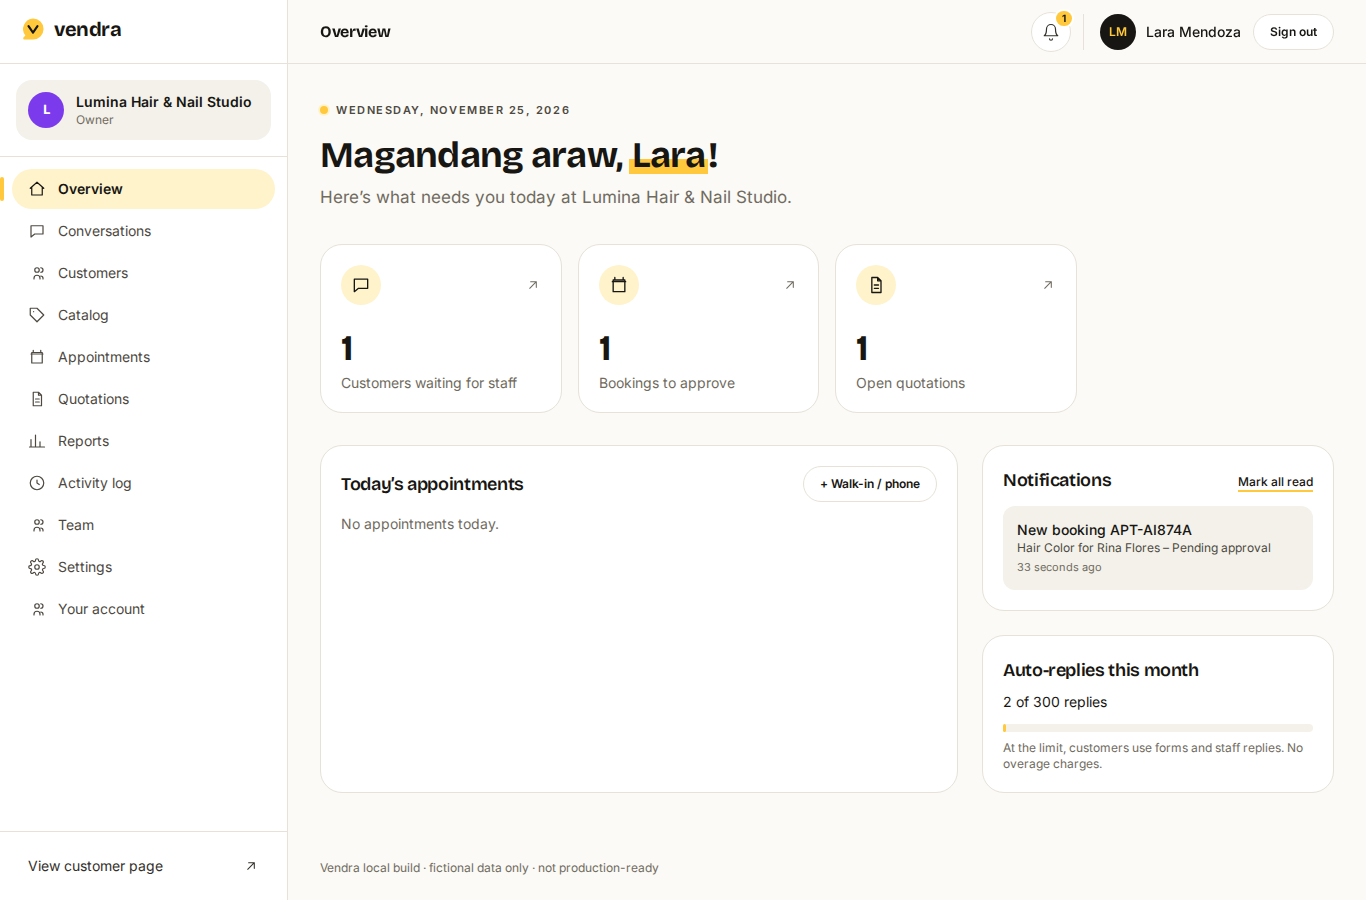 vendra
Overview
1
LM
Lara Mendoza
Sign out
L
Lumina Hair & Nail Studio
Owner
Overview
Conversations
Customers
Catalog
Appointments
Quotations
Reports
Activity log
Team
Settings
Your account
View customer page
WEDNESDAY, NOVEMBER 25, 2026
Magandang araw, Lara!
Here's what needs you today at Lumina Hair & Nail Studio.
1
Customers waiting for staff
1
Bookings to approve
1
Open quotations
Today's appointments
+ Walk-in / phone
No appointments today.
Notifications
Mark all read
New booking APT-AI874A
Hair Color for Rina Flores – Pending approval
33 seconds ago
Auto-replies this month
2 of 300 replies
At the limit, customers use forms and staff replies. No
overage charges.
Vendra local build · fictional data only · not production-ready